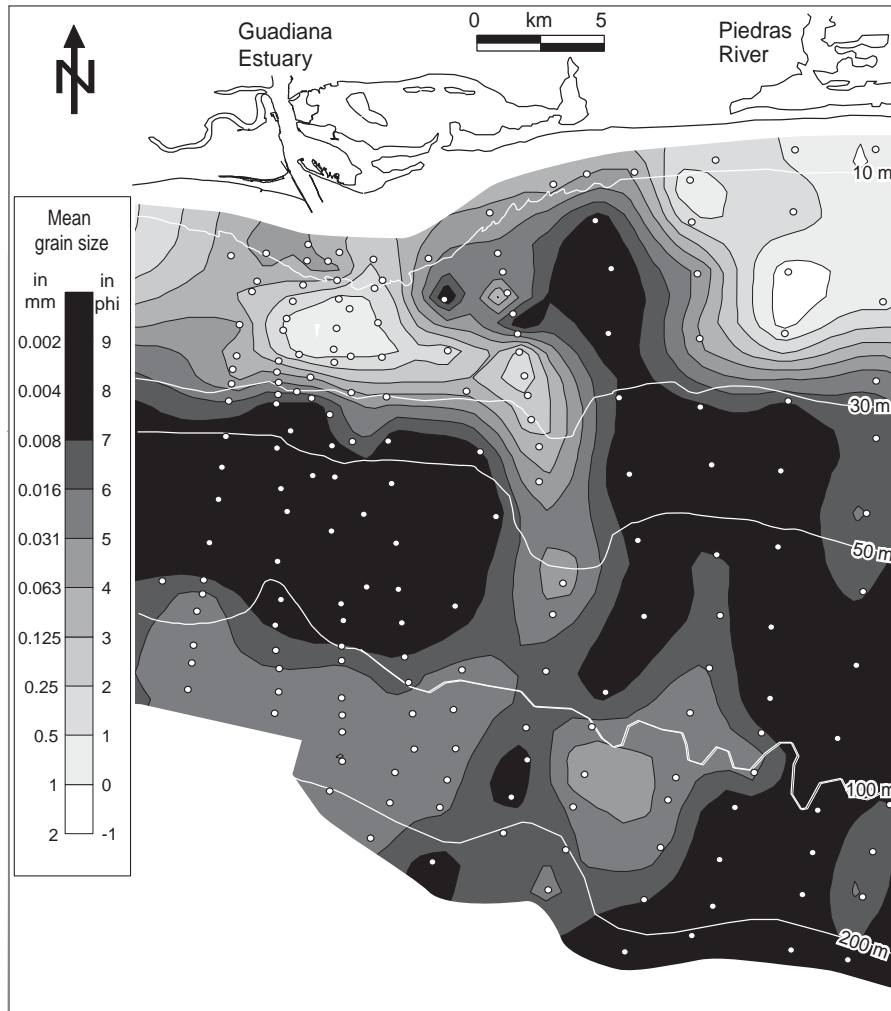 Guadiana
Estuary
0 km 5
Piedras
River
N
10 m
Mean
grain size
in
mm
in
phi
0.002 9
0.004 8
0.008 7
0.016 6
0.031 5
0.063 4
0.125 3
0.25 2
0.5 1
1 0
2 -1
30 m
50 m
100 m
200 m